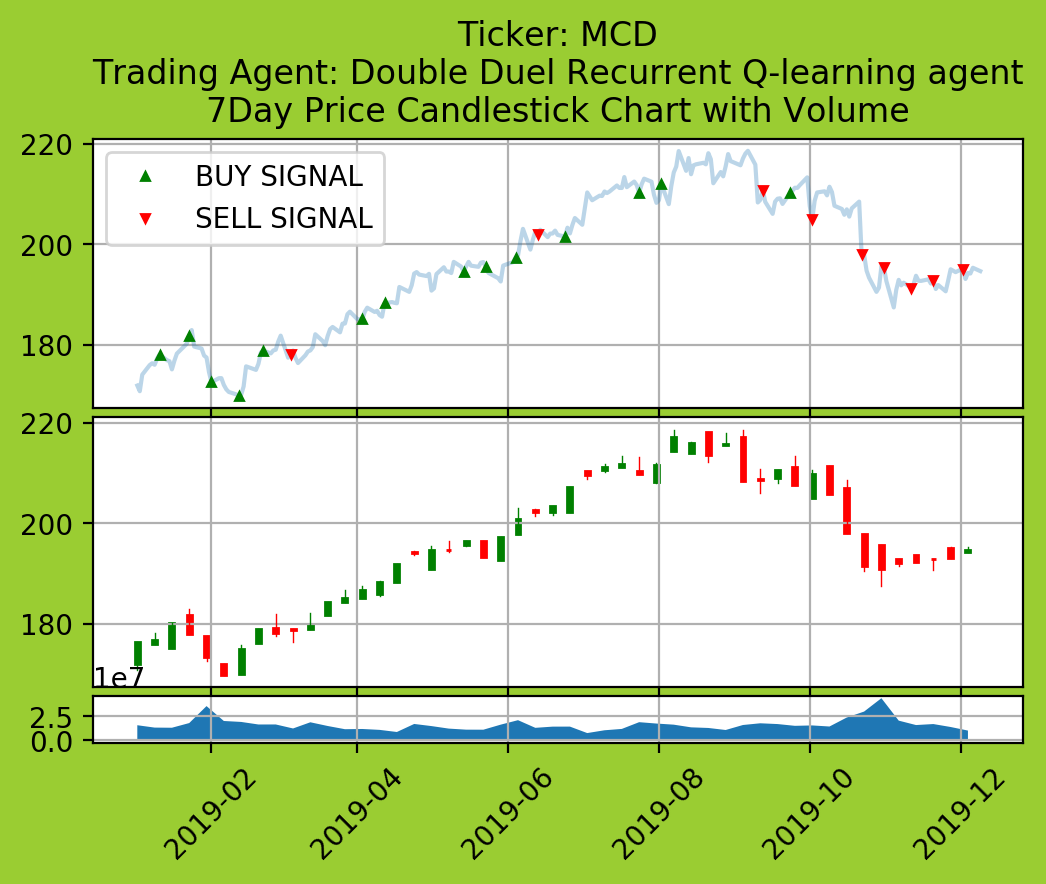 Ticker: MCD
Trading Agent: Double Duel Recurrent Q-learning agent
7Day Price Candlestick Chart with Volume
220
BUY SIGNAL
SELL SIGNAL
200
180
220
200
180
1e7
2.5
0.0
2019-02
2019-04
2019-06
2019-08
2019-10
2019-12